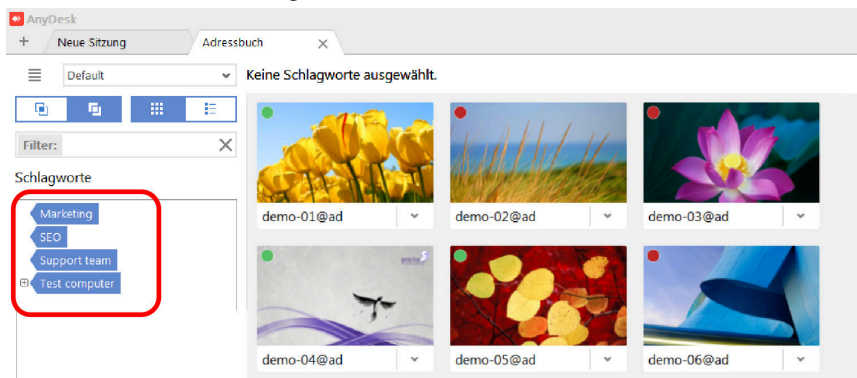 AnyDesk
+ Neue Sitzung Adressbuch
Default
Keine Schlagworte ausgewählt.
Filter:
Schlagworte
Marketing
SEO
Support team
Test computer
demo-01@ad
demo-02@ad
demo-03@ad
demo-04@ad
demo-05@ad
demo-06@ad